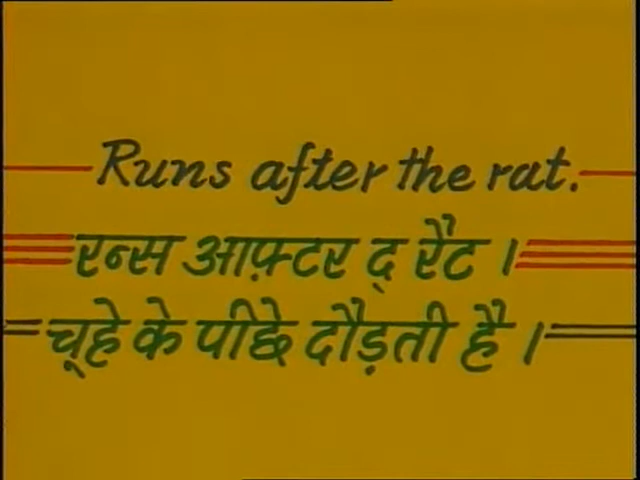 Runs after the rat.
रन्स आफ़्टर द् रैट ।
चूहे के पीछे दौड़ती है ।